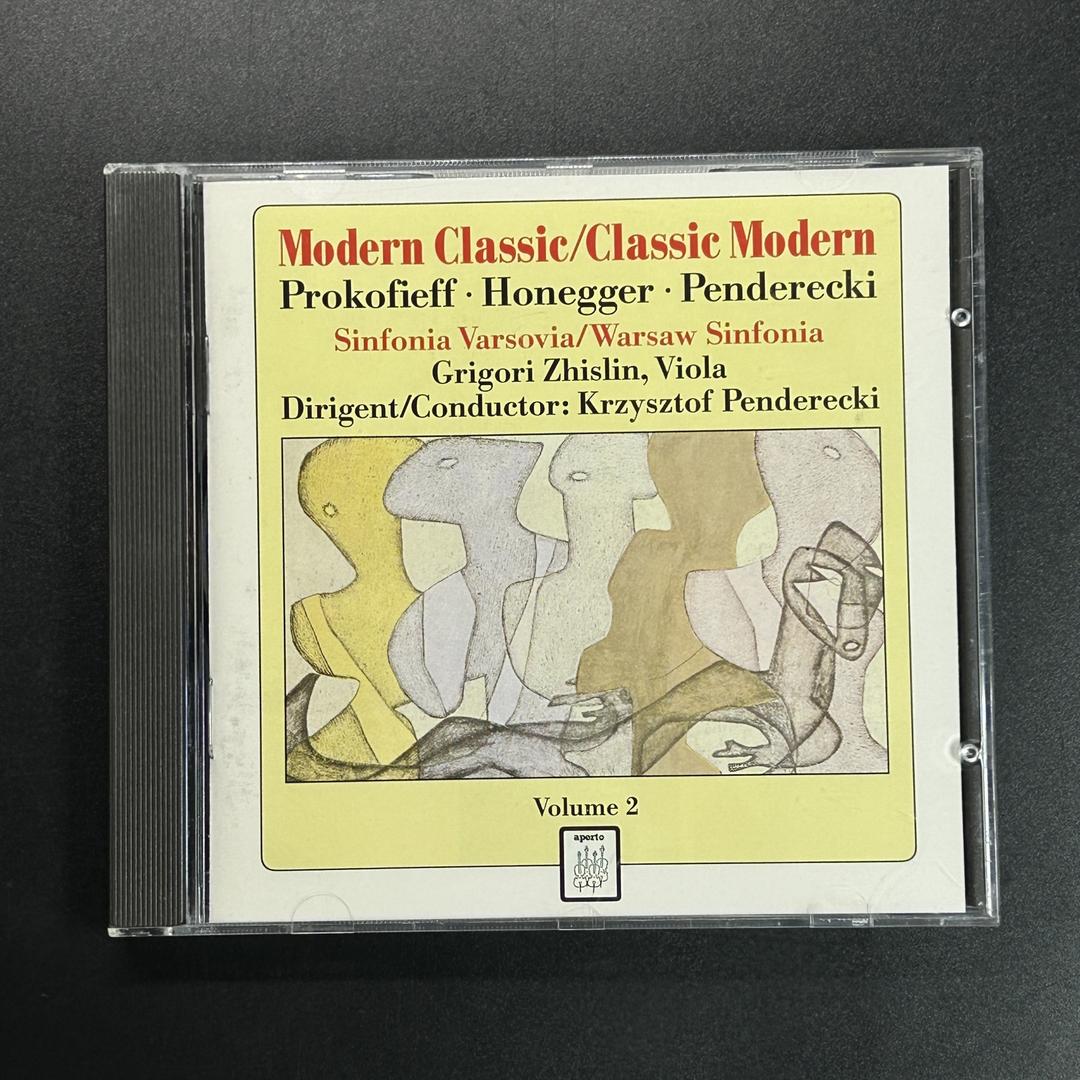 Modern Classic/Classic Modern
Prokofieff · Honegger · Penderecki
Sinfonia Varsovia/Warsaw Sinfonia
Grigori Zhislin, Viola
Dirigent/Conductor: Krzysztof Penderecki
Volume 2
aperto